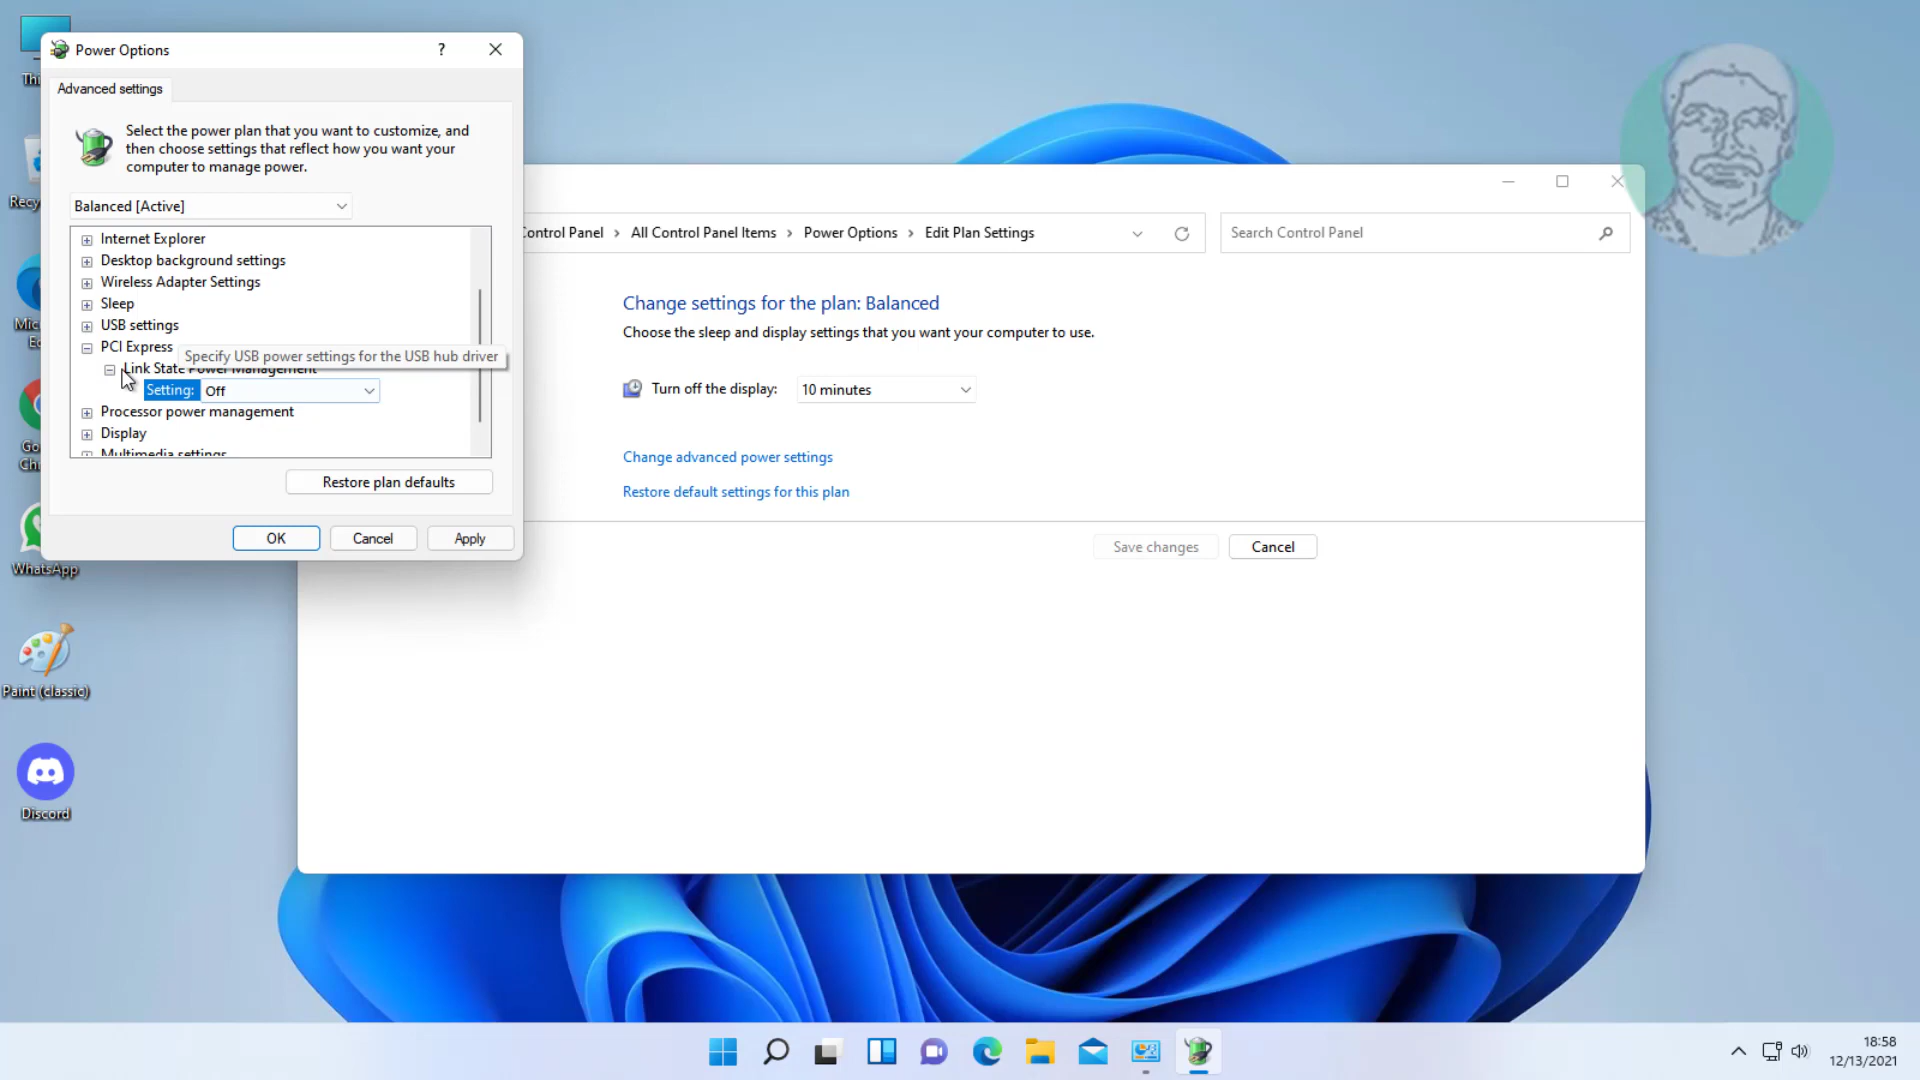 Power Options
?
Advanced settings
Select the power plan that you want to customize, and
then choose settings that reflect how you want your
computer to manage power.
Balanced [Active]
Internet Explorer
Desktop background settings
Wireless Adapter Settings
Sleep
USB settings
PCI Express
Specify USB power settings for the USB hub driver
Link State Power Management
Setting: Off
Processor power management
Display
Multimedia settings
Restore plan defaults
OK
Cancel
Apply
Control Panel > All Control Panel Items > Power Options > Edit Plan Settings
Search Control Panel
Change settings for the plan: Balanced
Choose the sleep and display settings that you want your computer to use.
Turn off the display:
10 minutes
Change advanced power settings
Restore default settings for this plan
Save changes
Cancel
Thi
Recy
Mic
E
Go
Ch
WhatsApp
Paint (classic)
Discord
18:58
12/13/2021